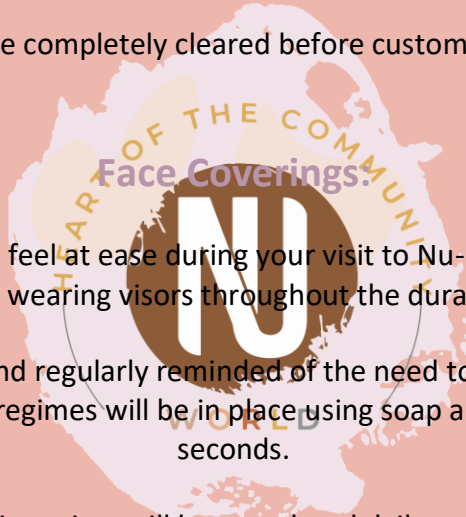 e completely cleared before custom
HEART OF THE COMMUNITY
Face Coverings:
NU
feel at ease during your visit to Nu-
wearing visors throughout the dura
nd regularly reminded of the need to
regimes will be in place using soap a
WORLD
seconds.